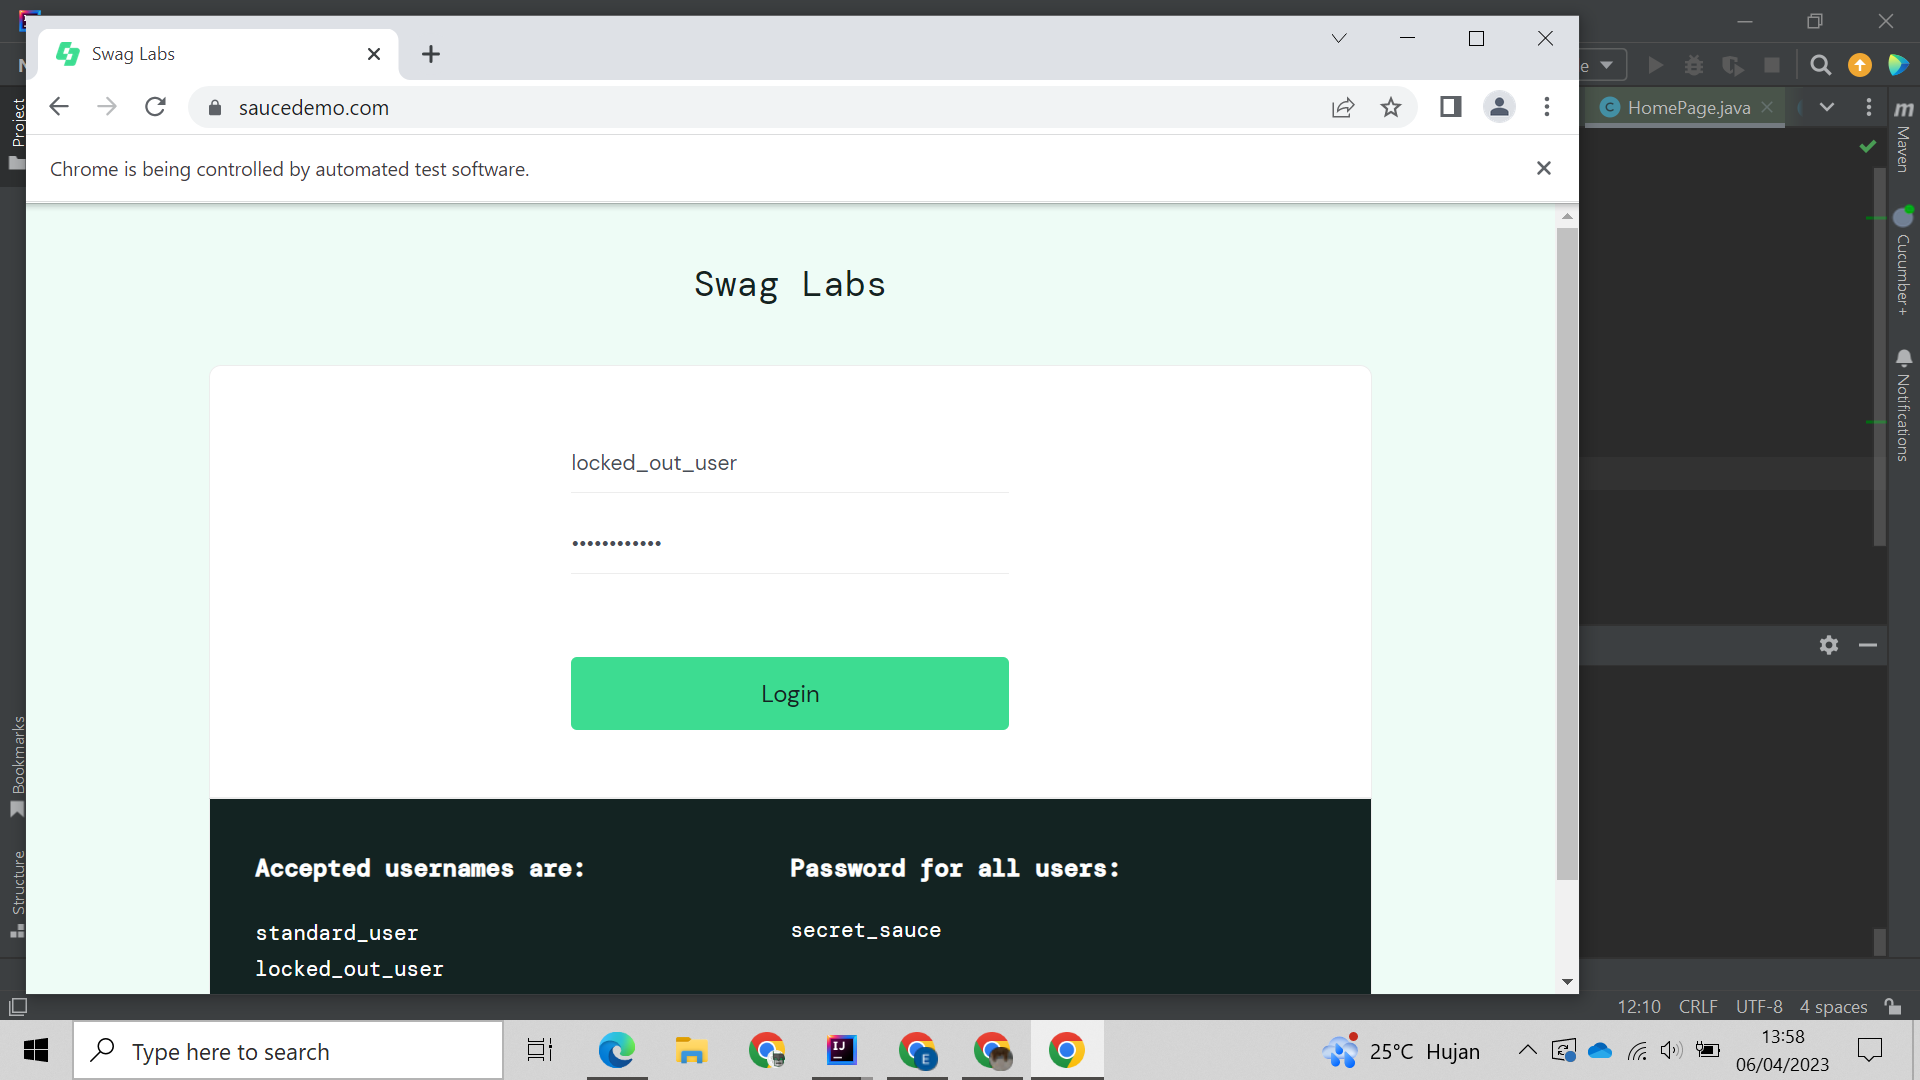 Swag Labs
saucedemo.com
Chrome is being controlled by automated test software.
Swag Labs
locked_out_user
••••••••••••
Login
Accepted usernames are:
standard_user
locked_out_user
Password for all users:
secret_sauce
N
Project
Bookmarks
Structure
e
HomePage.java
Maven
Cucumber+
Notifications
12:10 CRLF UTF-8 4 spaces
Type here to search
25°C Hujan
13:58
06/04/2023